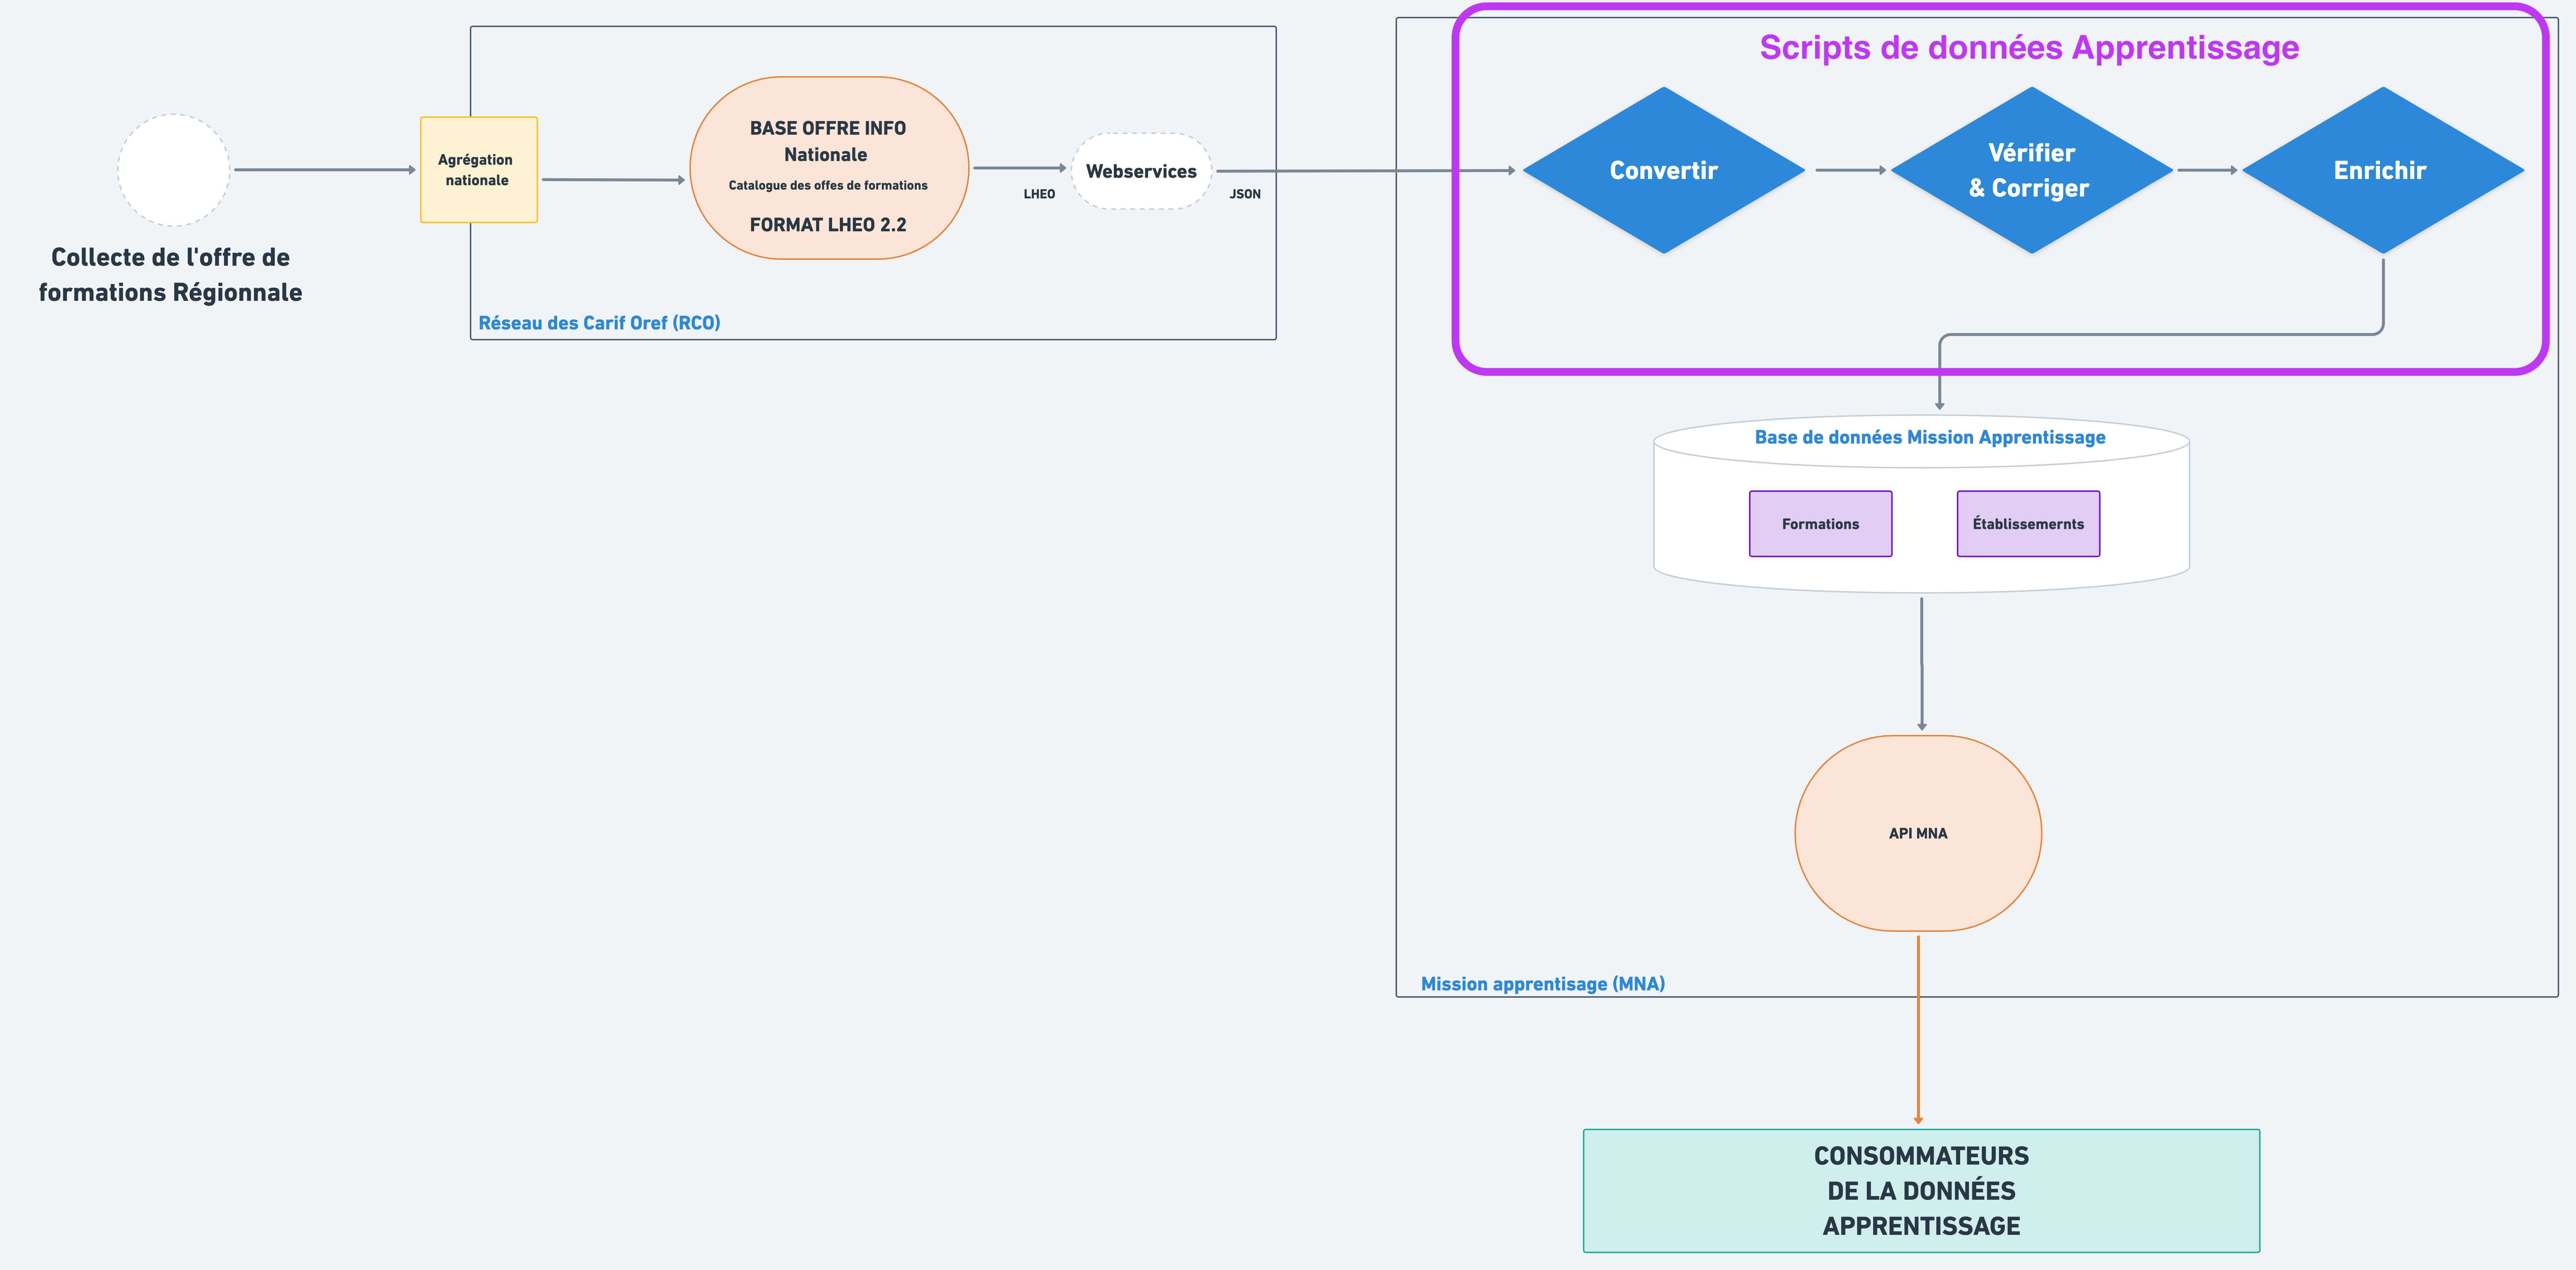 Collecte de l'offre de
formations Régionnale
Agrégation
nationale
BASE OFFRE INFO
Nationale
Catalogue des offes de formations
FORMAT LHEO 2.2
LHEO
Webservices
JSON
Réseau des Carif Oref (RCO)
Scripts de données Apprentissage
Convertir
Vérifier
& Corriger
Enrichir
Base de données Mission Apprentissage
Formations
Établissemernts
API MNA
Mission apprentisage (MNA)
CONSOMMATEURS
DE LA DONNÉES
APPRENTISSAGE